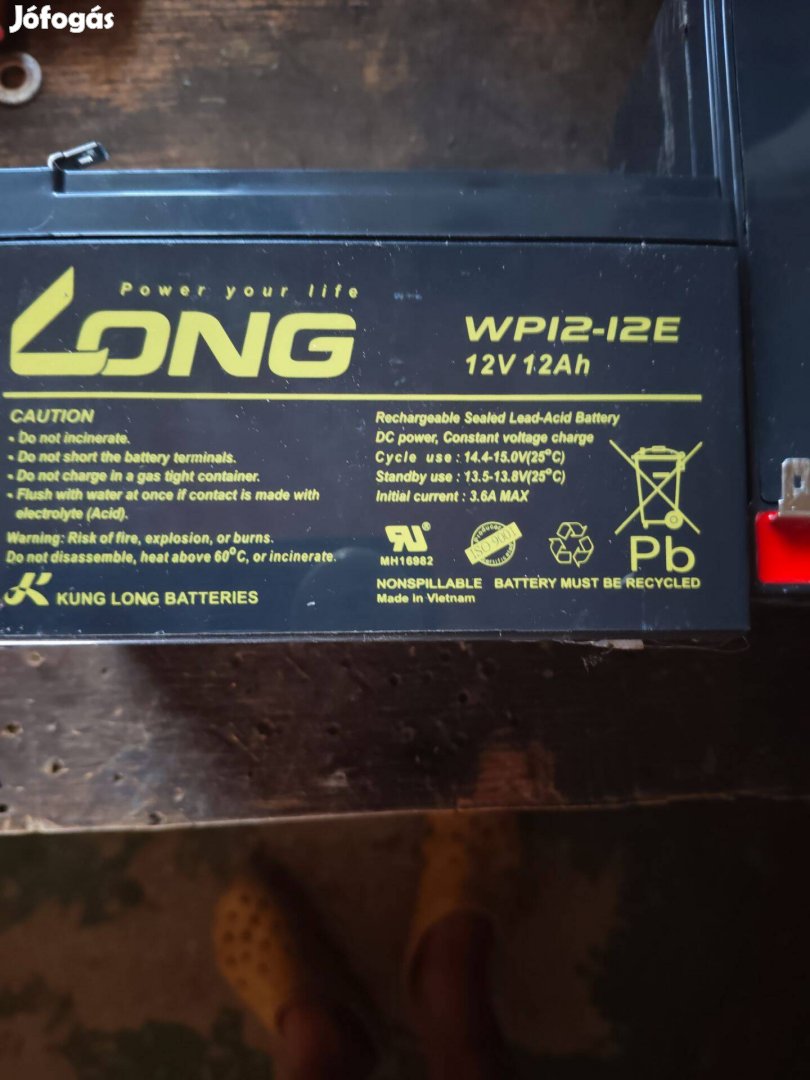 Jófogás
Power your life
LONG
WP12-12E
12V 12Ah
CAUTION
- Do not incinerate.
- Do not short the battery terminals.
- Do not charge in a gas tight container.
- Flush with water at once if contact is made with
electrolyte (Acid).
Warning: Risk of fire, explosion, or burns.
Do not disassemble, heat above 60°C, or incinerate.
KUNG LONG BATTERIES
Rechargeable Sealed Lead-Acid Battery
DC power, Constant voltage charge
Cycle use : 14.4-15.0V(25°C)
Standby use : 13.5-13.8V(25°C)
Initial current : 3.6A MAX
RU®
MH16982
ISO 9001
Pb
NONSPILLABLE BATTERY MUST BE RECYCLED
Made in Vietnam